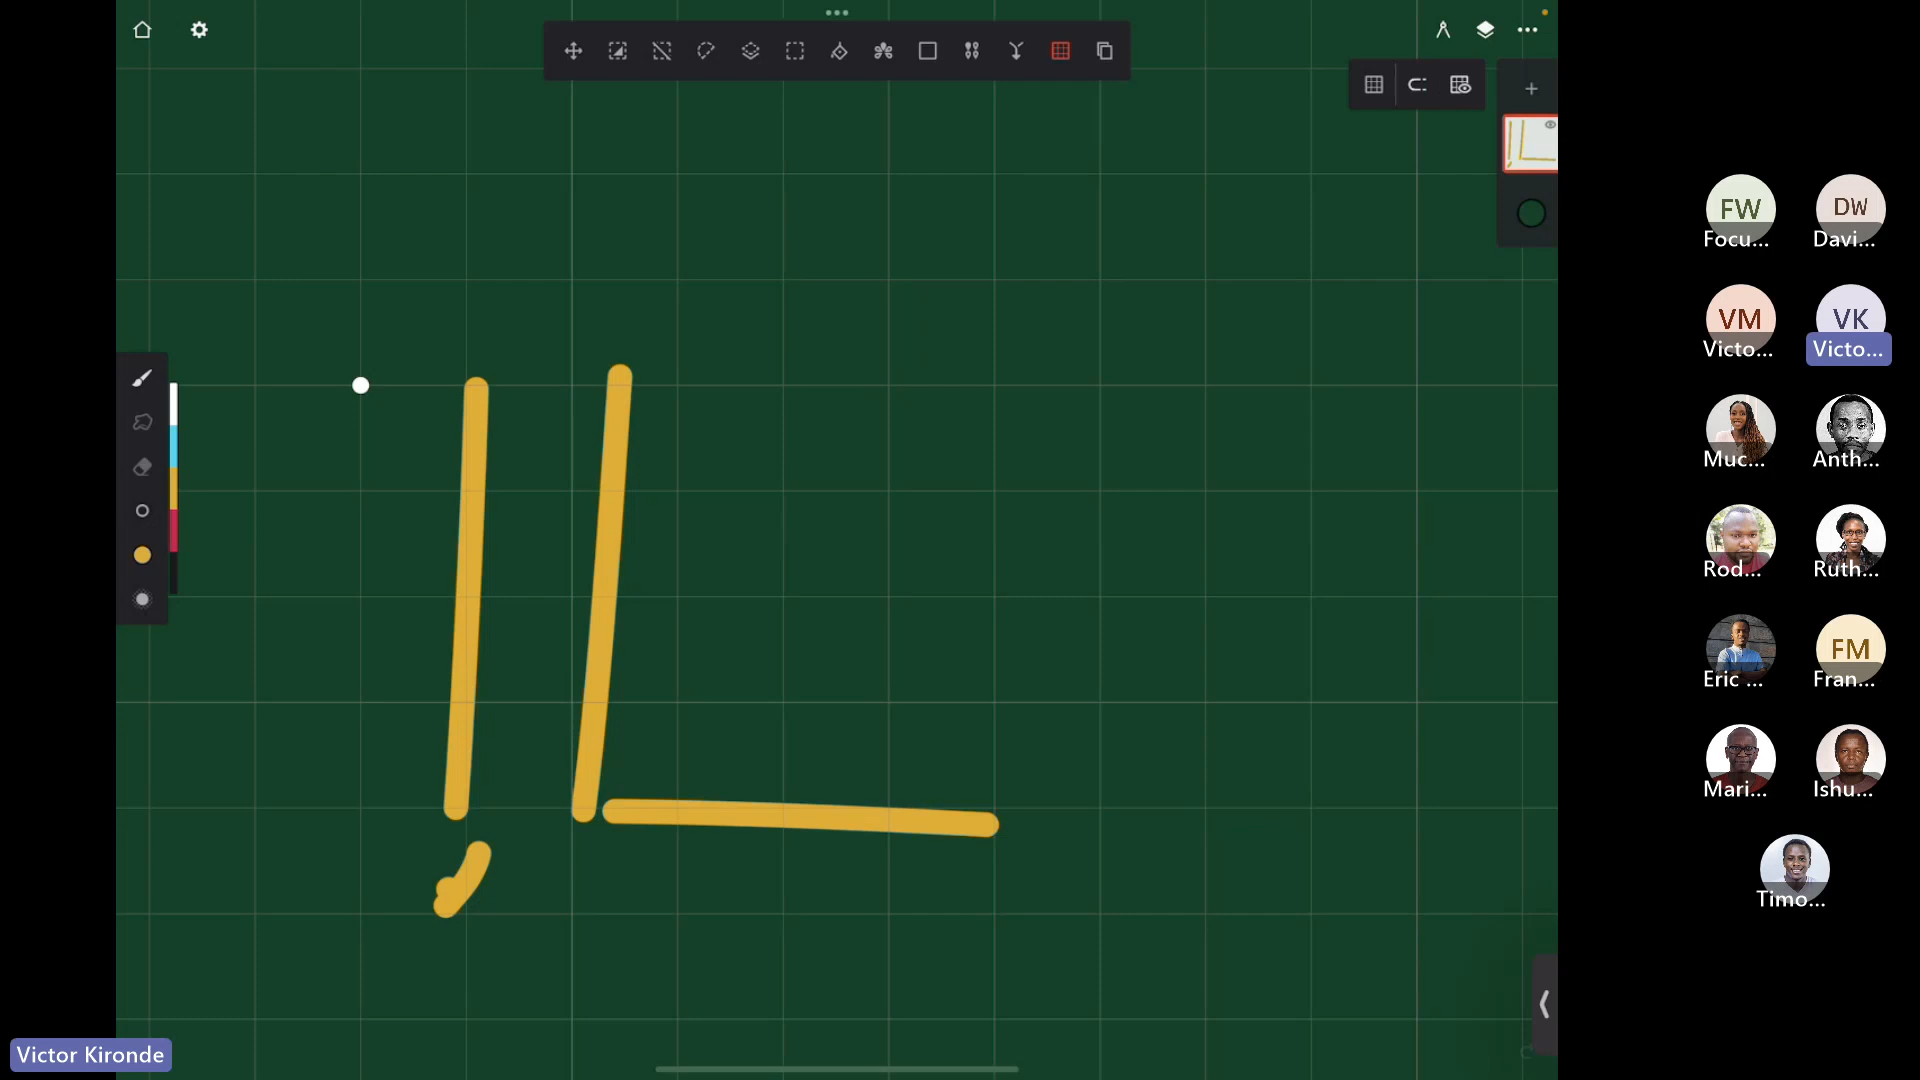 FW
Focu...
DW
Davi...
VM
Victo...
VK
Victo...
Muc...
Anth...
Rod...
Ruth...
Eric ...
FM
Fran...
Mari...
Ishu...
Timo...
Victor Kironde